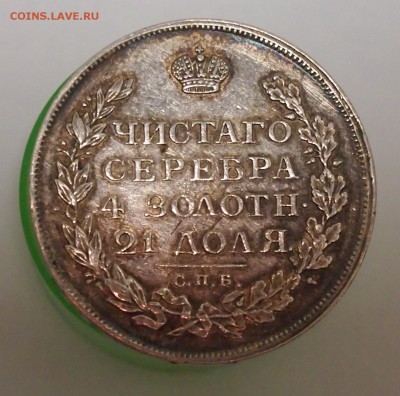 COINS.LAVE.RU
ЧИСТАГО
СЕРЕБРА
4 ЗОЛОТН·
21 ДОЛЯ.
С.П.Б.